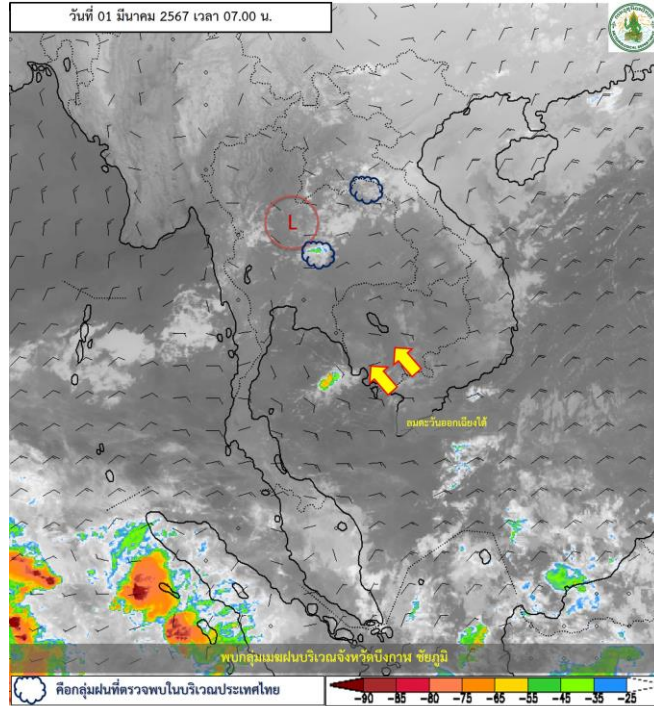 วันที่ 01 มีนาคม 2567 เวลา 07.00 น.
L
ลมตะวันออกเฉียงใต้
พบกลุ่มเมฆฝนบริเวณจังหวัดบึงกาฬ ชัยภูมิ
คือกลุ่มฝนที่ตรวจพบในบริเวณประเทศไทย
-90 -85 -80 -75 -65 -55 -45 -35 -25